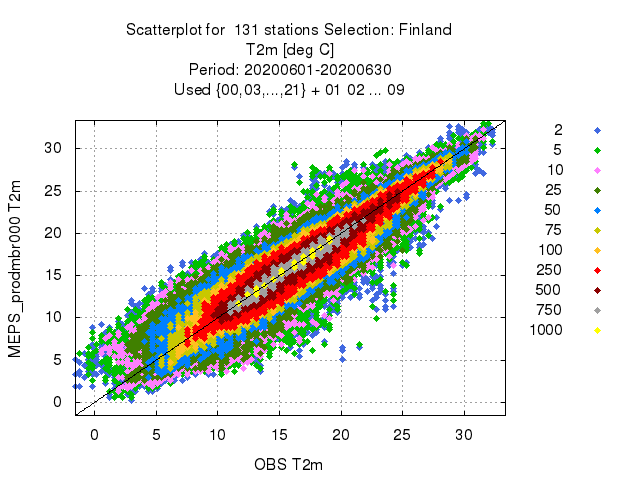 Scatterplot for 131 stations Selection: Finland
T2m [deg C]
Period: 20200601-20200630
Used {00,03,...,21} + 01 02 ... 09
MEPS_prodmbr000 T2m
30
25
20
15
10
5
0
0 5 10 15 20 25 30
OBS T2m
2
5
10
25
50
75
100
250
500
750
1000